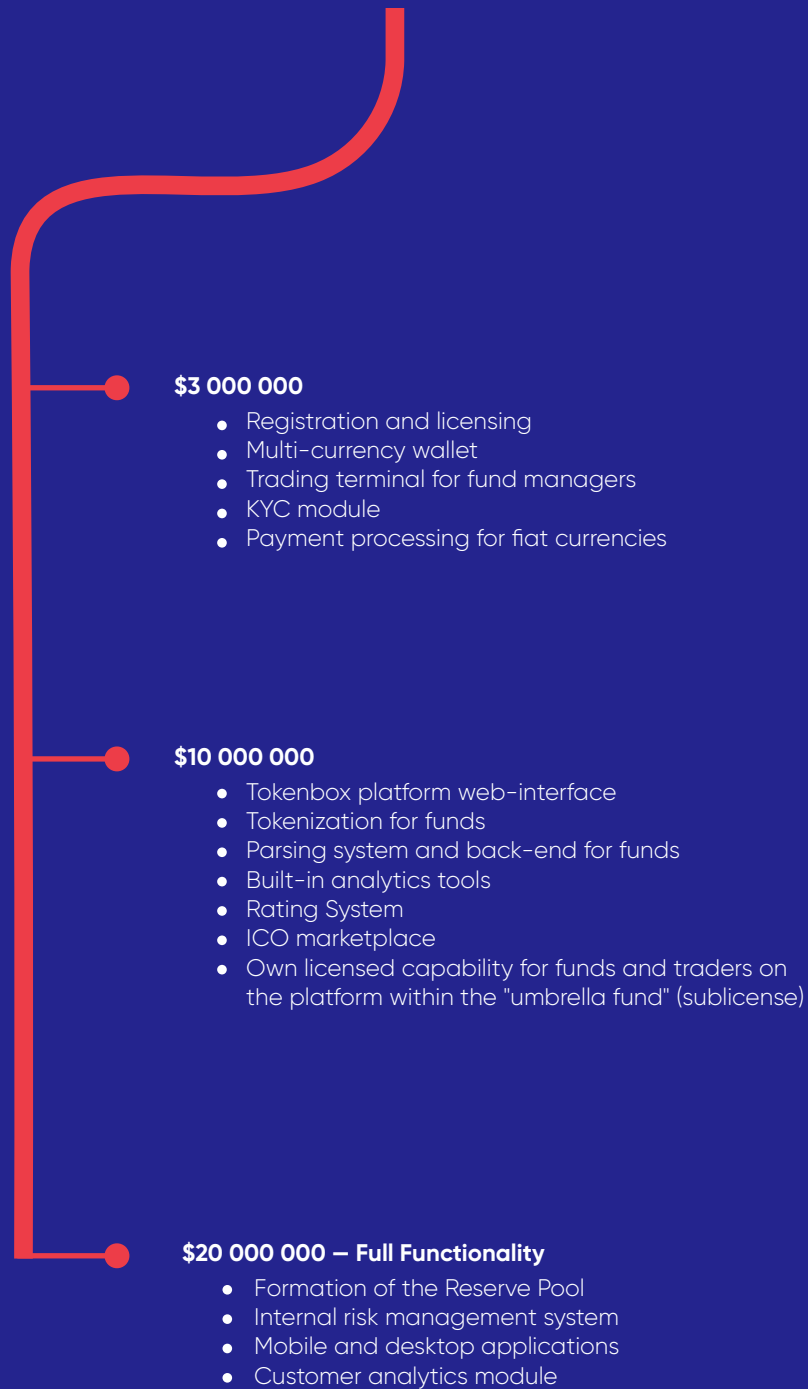 $3 000 000
● Registration and licensing
● Multi-currency wallet
● Trading terminal for fund managers
● KYC module
● Payment processing for fiat currencies
$10 000 000
● Tokenbox platform web-interface
● Tokenization for funds
● Parsing system and back-end for funds
● Built-in analytics tools
● Rating System
● ICO marketplace
● Own licensed capability for funds and traders on
the platform within the "umbrella fund" (sublicense)
$20 000 000 — Full Functionality
● Formation of the Reserve Pool
● Internal risk management system
● Mobile and desktop applications
● Customer analytics module